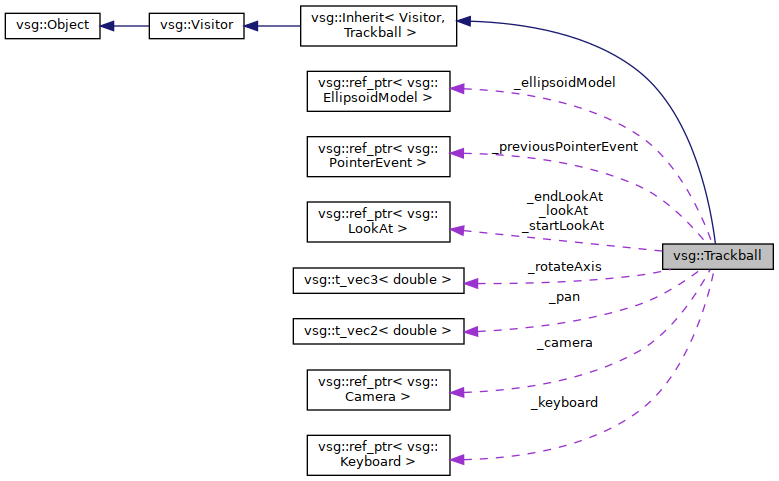 vsg::Object
vsg::Visitor
vsg::Inherit< Visitor,
Trackball >
vsg::ref_ptr< vsg::
EllipsoidModel >
_ellipsoidModel
vsg::ref_ptr< vsg::
PointerEvent >
_previousPointerEvent
vsg::ref_ptr< vsg::
LookAt >
_endLookAt
_lookAt
_startLookAt
vsg::Trackball
vsg::t_vec3< double >
_rotateAxis
vsg::t_vec2< double >
_pan
vsg::ref_ptr< vsg::
Camera >
_camera
vsg::ref_ptr< vsg::
Keyboard >
_keyboard